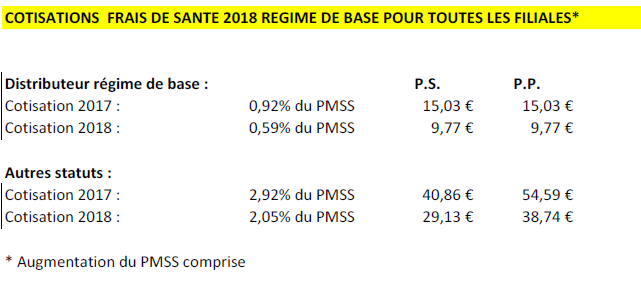 COTISATIONS FRAIS DE SANTE 2018 REGIME DE BASE POUR TOUTES LES FILIALES*
Distributeur régime de base : P.S. P.P.
Cotisation 2017 : 0,92% du PMSS 15,03 € 15,03 €
Cotisation 2018 : 0,59% du PMSS 9,77 € 9,77 €
Autres statuts :
Cotisation 2017 : 2,92% du PMSS 40,86 € 54,59 €
Cotisation 2018 : 2,05% du PMSS 29,13 € 38,74 €
* Augmentation du PMSS comprise